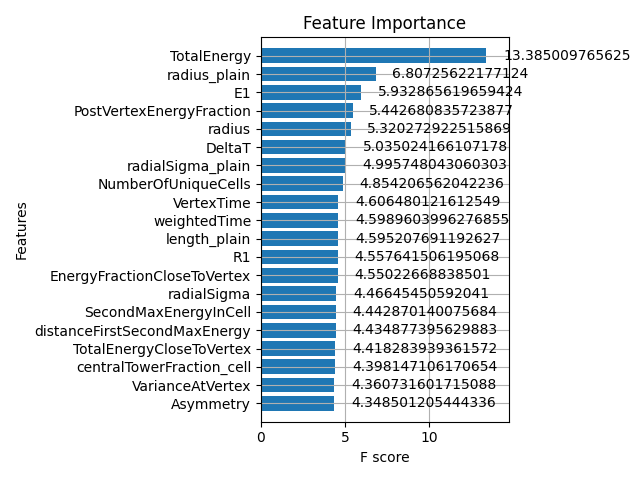 Feature Importance
TotalEnergy 13.385009765625
radius_plain 6.80725622177124
E1 5.932865619659424
PostVertexEnergyFraction 5.442680835723877
radius 5.320272922515869
DeltaT 5.035024166107178
radialSigma_plain 4.995748043060303
NumberOfUniqueCells 4.854206562042236
VertexTime 4.606480121612549
weightedTime 4.5989603996276855
length_plain 4.595207691192627
R1 4.557641506195068
EnergyFractionCloseToVertex 4.55022668838501
radialSigma 4.46645450592041
SecondMaxEnergyInCell 4.442870140075684
distanceFirstSecondMaxEnergy 4.434877395629883
TotalEnergyCloseToVertex 4.418283939361572
centralTowerFraction_cell 4.398147106170654
VarianceAtVertex 4.360731601715088
Asymmetry 4.348501205444336
Features
0 5 10
F score